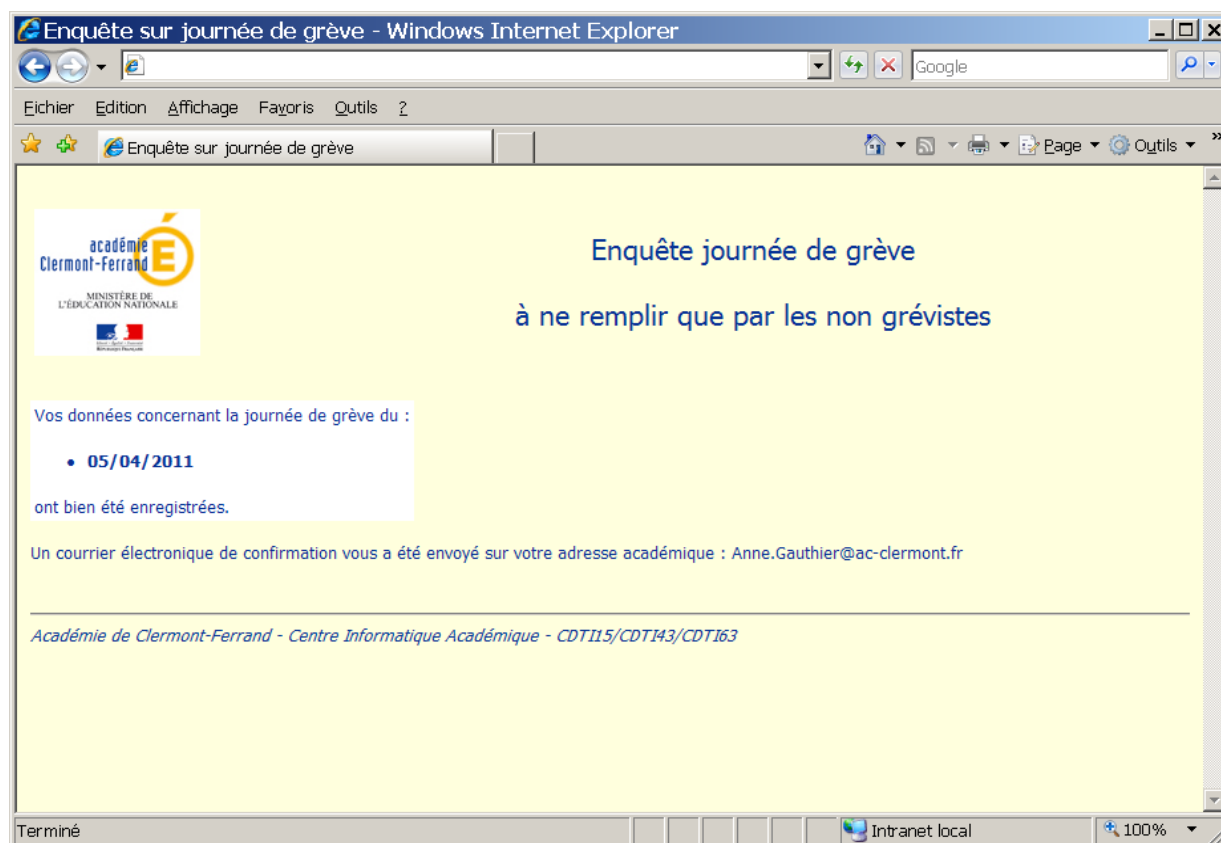 Enquête sur journée de grève - Windows Internet Explorer
Google
Eichier Edition Affichage Favoris Outils ?
Enquête sur journée de grève
Page Outils »
académie
Clermont-Ferrand
MINISTÈRE DE
L'ÉDUCATION NATIONALE
Enquête journée de grève
à ne remplir que par les non grévistes
Vos données concernant la journée de grève du :
• 05/04/2011
ont bien été enregistrées.
Un courrier électronique de confirmation vous a été envoyé sur votre adresse académique : Anne.Gauthier@ac-clermont.fr
Académie de Clermont-Ferrand - Centre Informatique Académique - CDTI15/CDTI43/CDTI63
Terminé
Intranet local
100%